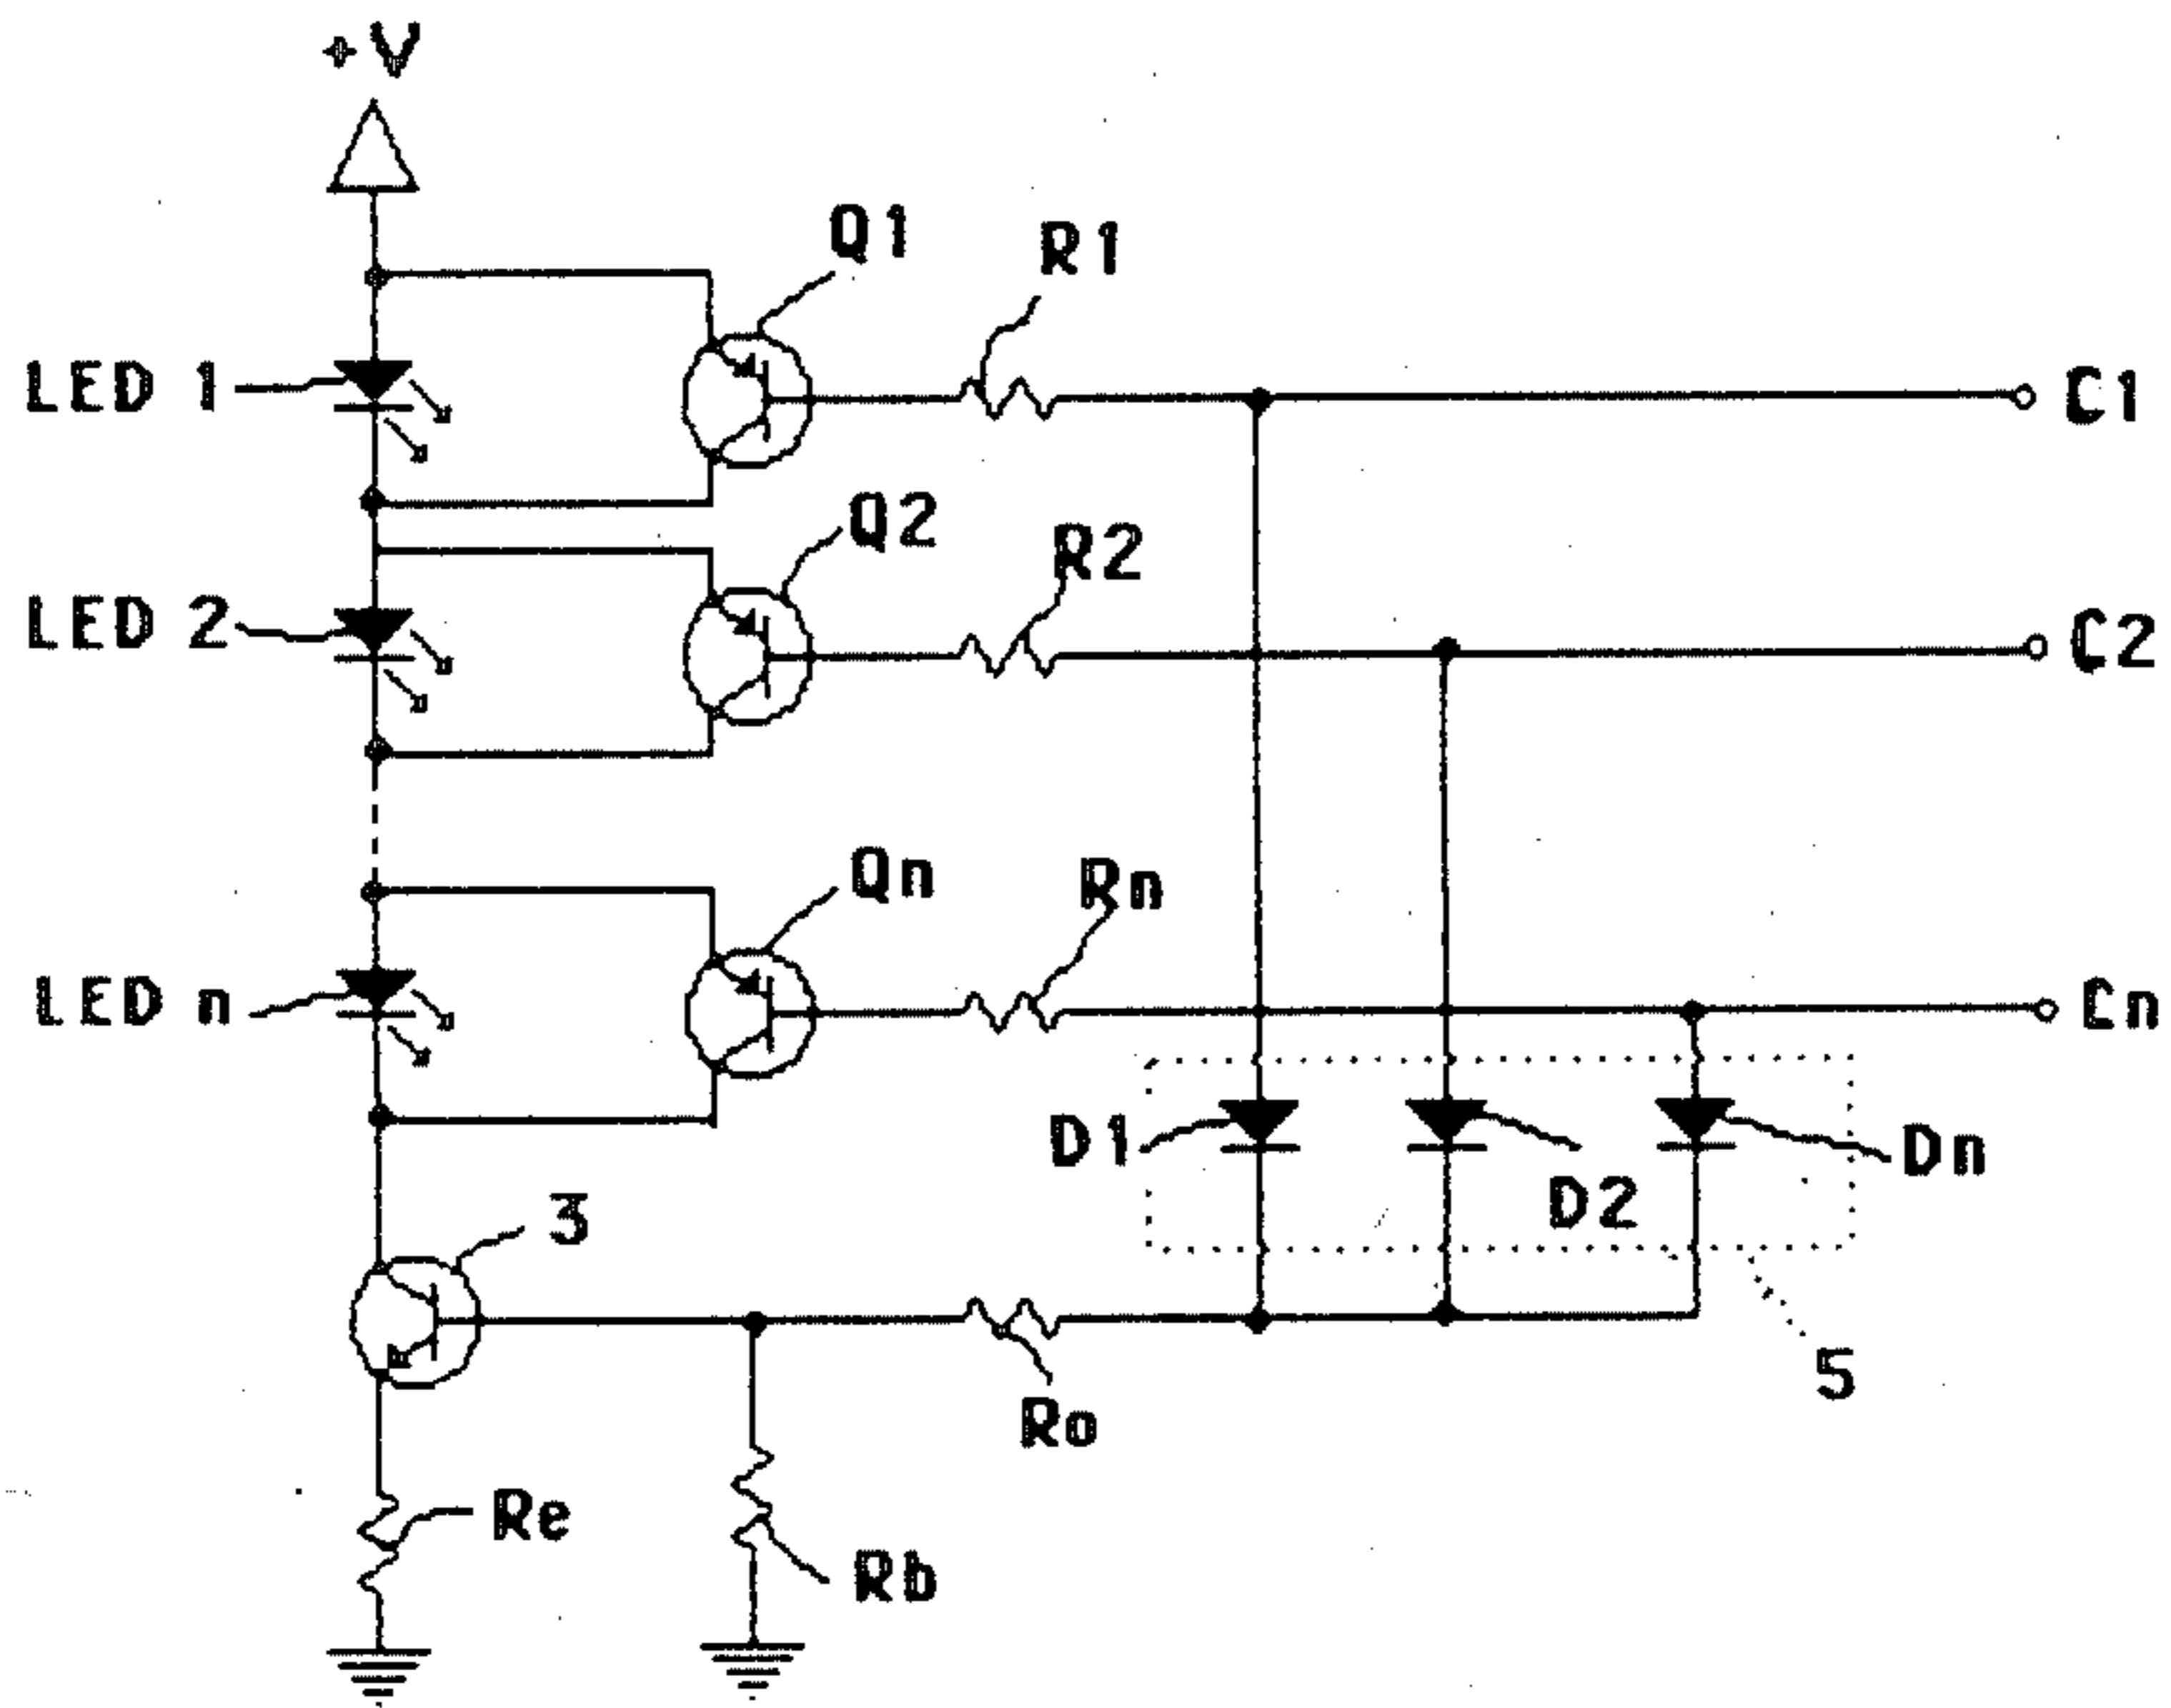 +V
Q1
R1
LED 1
C1
Q2
R2
LED 2
C2
Qn
Rn
LED n
Cn
D1
D2
Dn
3
5
Ro
Re
Rb